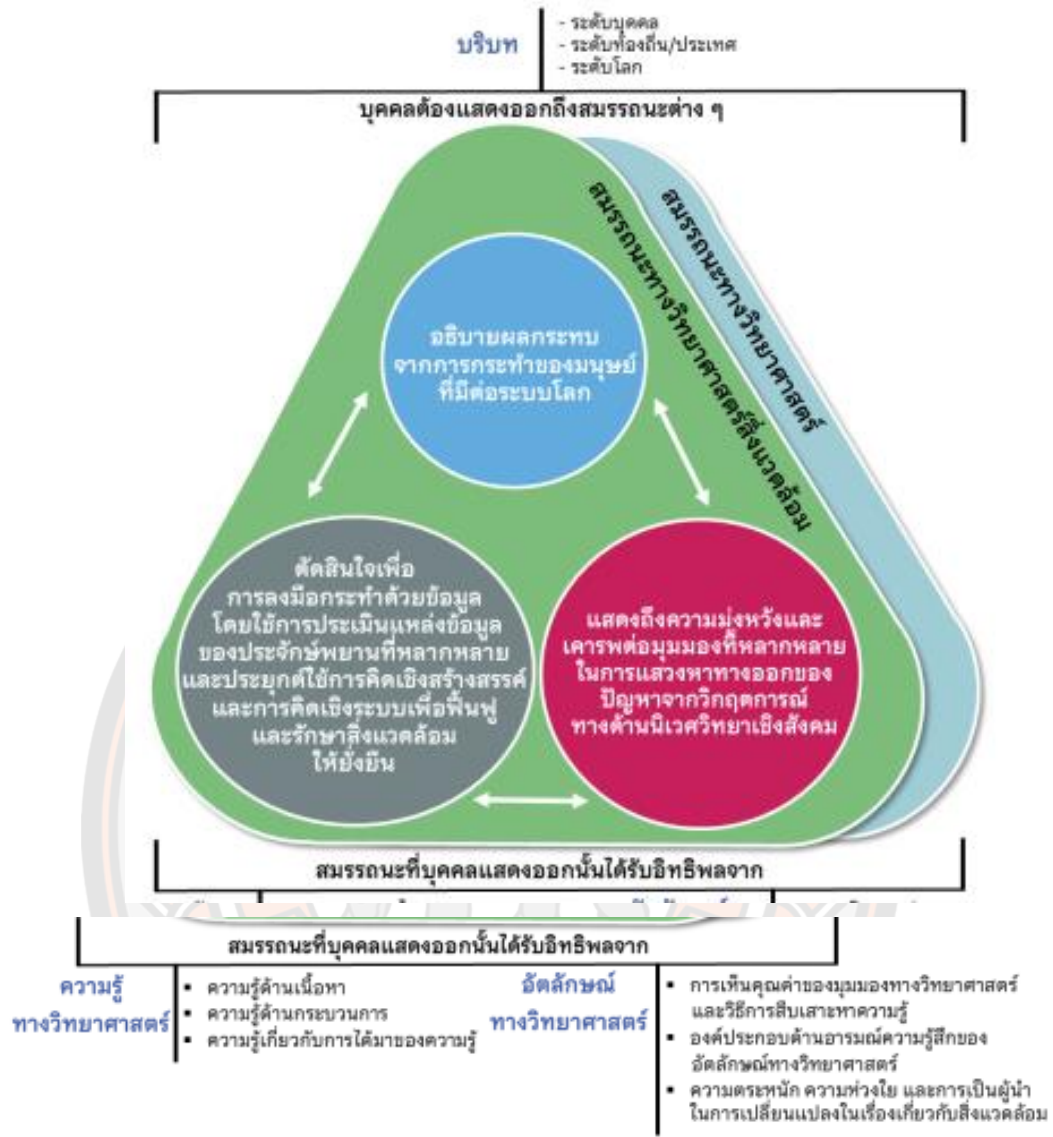 บริบท
- ระดับบุคคล
- ระดับท้องถิ่น/ประเทศ
- ระดับโลก
บุคคลต้องแสดงออกถึงสมรรถนะต่าง ๆ
สมรรถนะทางวิทยาศาสตร์
สมรรถนะทางวิทยาศาสตร์สิ่งแวดล้อม
อธิบายผลกระทบ
จากการกระทำของมนุษย์
ที่มีต่อระบบโลก
ตัดสินใจเพื่อ
การลงมือกระทำด้วยข้อมูล
โดยใช้การประเมินแหล่งข้อมูล
ของประจักษ์พยานที่หลากหลาย
และประยุกต์ใช้การคิดเชิงสร้างสรรค์
และการคิดเชิงระบบเพื่อฟื้นฟู
และรักษาสิ่งแวดล้อม
ให้ยั่งยืน
แสดงถึงความมุ่งหวังและ
เคารพต่อมุมมองที่หลากหลาย
ในการแสวงหาทางออกของ
ปัญหาจากวิกฤตการณ์
ทางด้านนิเวศวิทยาเชิงสังคม
สมรรถนะที่บุคคลแสดงออกนั้นได้รับอิทธิพลจาก
สมรรถนะที่บุคคลแสดงออกนั้นได้รับอิทธิพลจาก
ความรู้
ทางวิทยาศาสตร์
▪ ความรู้ด้านเนื้อหา
▪ ความรู้ด้านกระบวนการ
▪ ความรู้เกี่ยวกับการได้มาของความรู้
อัตลักษณ์
ทางวิทยาศาสตร์
▪ การเห็นคุณค่าของมุมมองทางวิทยาศาสตร์
และวิธีการสืบเสาะหาความรู้
▪ องค์ประกอบด้านอารมณ์ความรู้สึกของ
อัตลักษณ์ทางวิทยาศาสตร์
▪ ความตระหนัก ความห่วงใย และการเป็นผู้นำ
ในการเปลี่ยนแปลงในเรื่องเกี่ยวกับสิ่งแวดล้อม